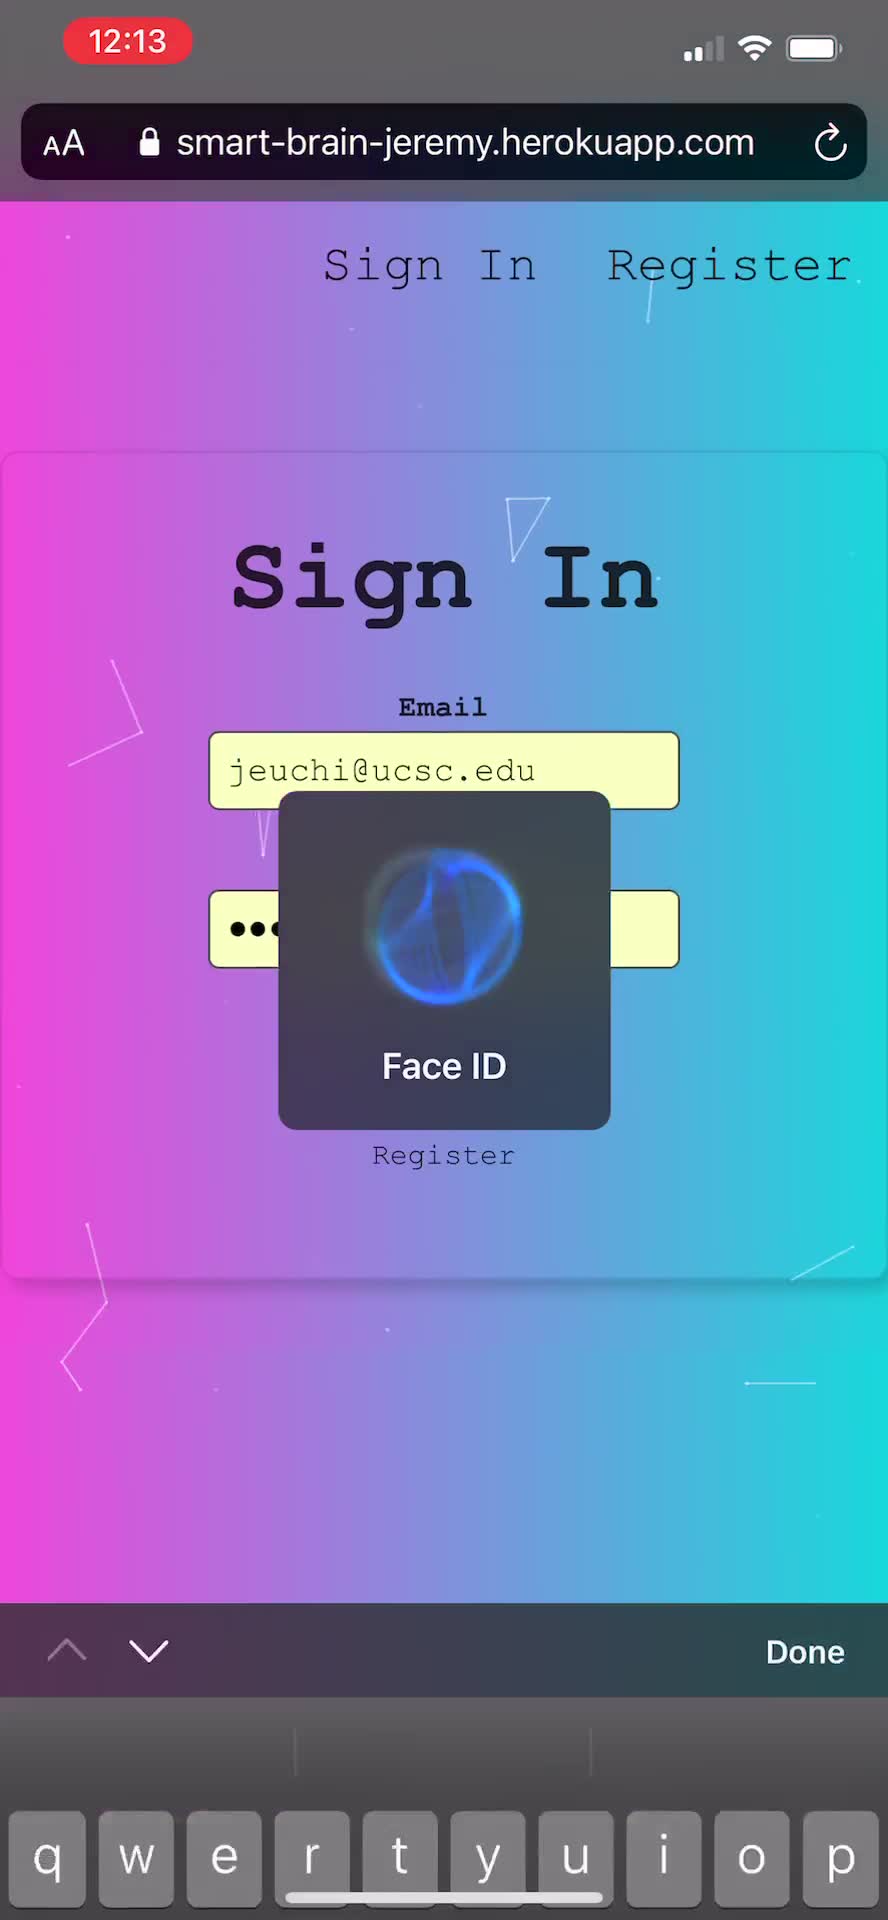 12:13
AA smart-brain-jeremy.herokuapp.com
Sign In Register
Sign In
Email
jeuchi@ucsc.edu
Face ID
Register
Done
q w e r t y u i o p